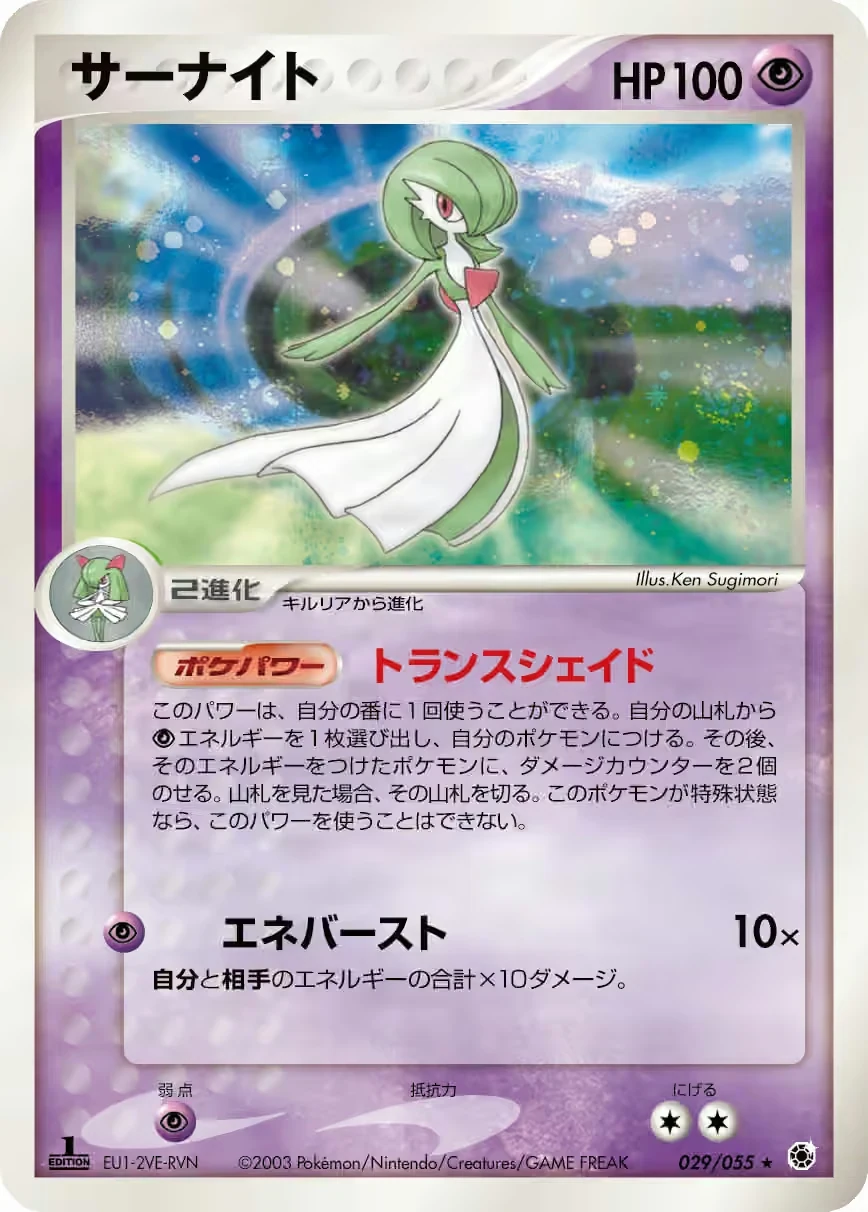 サーナイト HP100
Illus.Ken Sugimori
2進化
キルリアから進化
ポケパワー トランスシェイド
このパワーは、自分の番に1回使うことができる。自分の山札から
エネルギーを1枚選び出し、自分のポケモンにつける。その後、
そのエネルギーをつけたポケモンに、ダメージカウンターを2個
のせる。山札を見た場合、その山札を切る。このポケモンが特殊状態
なら、このパワーを使うことはできない。
エネバースト 10×
自分と相手のエネルギーの合計×10ダメージ。
弱点 抵抗力 にげる
1 EDITION EU1-2VE-RVN ©2003 Pokémon/Nintendo/Creatures/GAME FREAK 029/055 ★